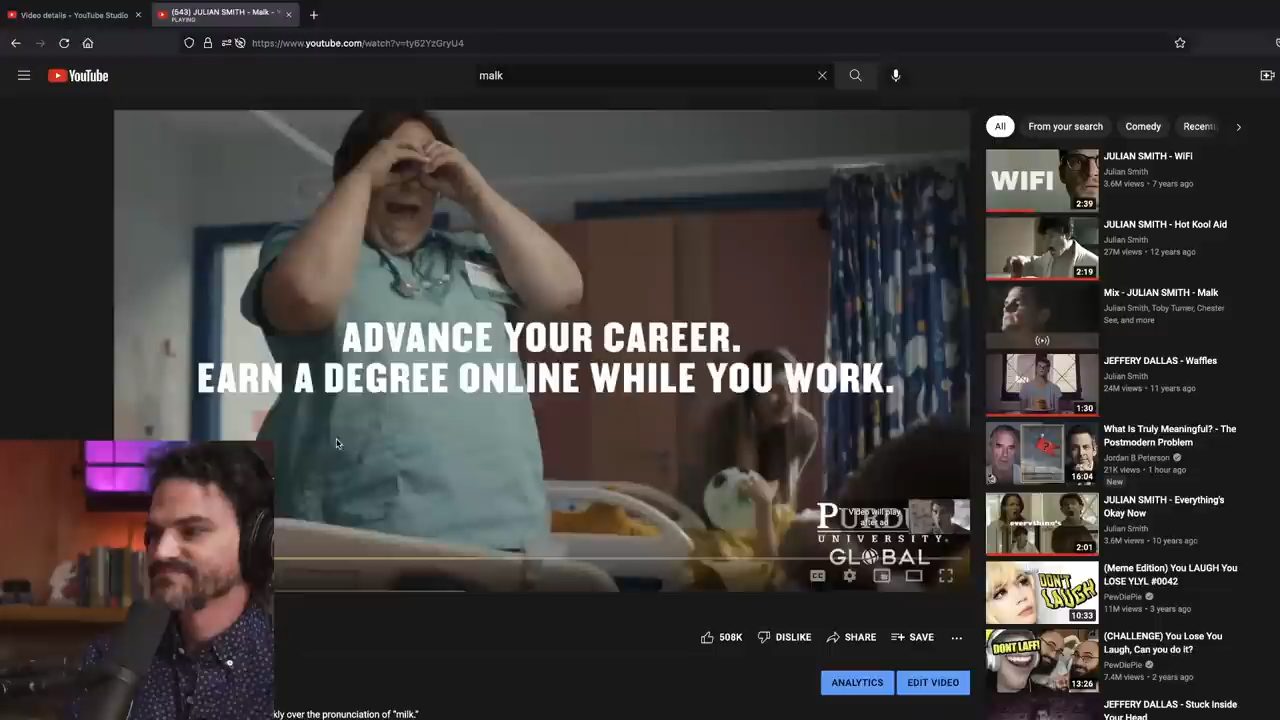 Video details - YouTube Studio
(543) JULIAN SMITH - Malk -
PLAYING
https://www.youtube.com/watch?v=ty62YzGryU4
YouTube
malk
ADVANCE YOUR CAREER.
EARN A DEGREE ONLINE WHILE YOU WORK.
Video will play
after ad
UNIVERSITY
GLOBAL
508K
DISLIKE
SHARE
SAVE
ANALYTICS
EDIT VIDEO
kly over the pronunciation of "milk."
All
From your search
Comedy
WIFI
2:39
JULIAN SMITH - WiFi
Julian Smith
3.6M views • 7 years ago
2:19
JULIAN SMITH - Hot Kool Aid
Julian Smith
27M views • 12 years ago
Mix - JULIAN SMITH - Malk
Julian Smith, Toby Turner, Chester
See, and more
1:30
JEFFERY DALLAS - Waffles
Julian Smith
24M views • 11 years ago
16:04
What Is Truly Meaningful? - The
Postmodern Problem
Jordan B Peterson
21K views • 1 hour ago
New
everything's
2:01
JULIAN SMITH - Everything's
Okay Now
Julian Smith
3.6M views • 10 years ago
DON'T
LAUGH
10:33
(Meme Edition) You LAUGH You
LOSE YLYL #0042
PewDiePie
11M views • 3 years ago
DONT LAFF!
13:26
(CHALLENGE) You Lose You
Laugh, Can you do it?
PewDiePie
7.4M views • 2 years ago
JEFFERY DALLAS - Stuck Inside
Your Head